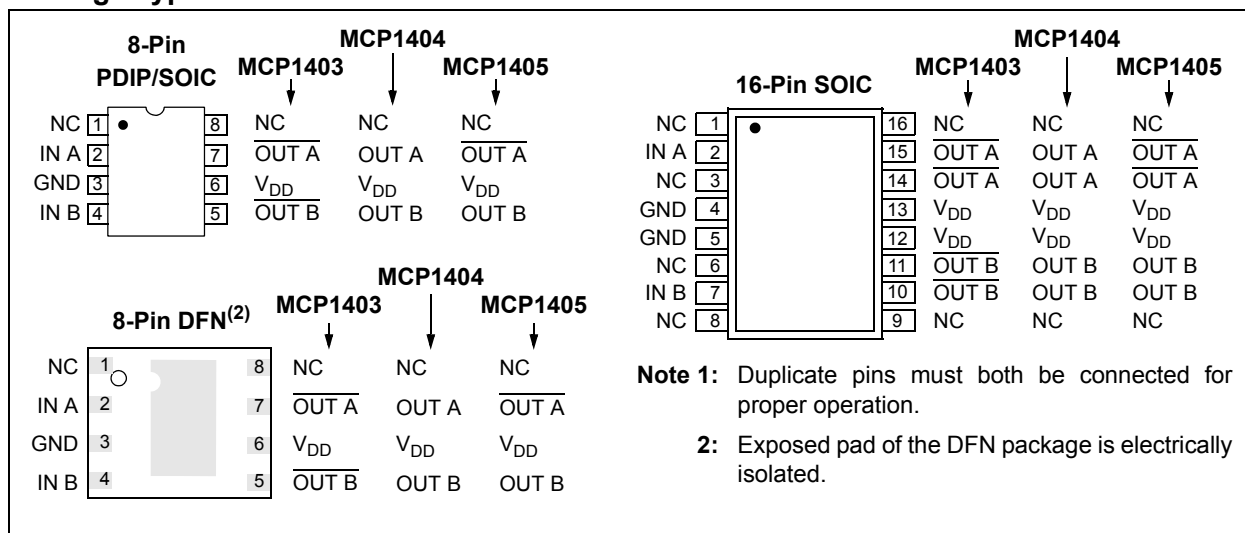 8-Pin
PDIP/SOIC
MCP1403
MCP1404
MCP1405
NC 1 8 NC NC NC
IN A 2 7 OUT A OUT A OUT A
GND 3 6 VDD VDD VDD
IN B 4 5 OUT B OUT B OUT B
8-Pin DFN(2)
MCP1403
MCP1404
MCP1405
NC 1 8 NC NC NC
IN A 2 7 OUT A OUT A OUT A
GND 3 6 VDD VDD VDD
IN B 4 5 OUT B OUT B OUT B
16-Pin SOIC
MCP1403
MCP1404
MCP1405
NC 1 16 NC NC NC
IN A 2 15 OUT A OUT A OUT A
NC 3 14 OUT A OUT A OUT A
GND 4 13 VDD VDD VDD
GND 5 12 VDD VDD VDD
NC 6 11 OUT B OUT B OUT B
IN B 7 10 OUT B OUT B OUT B
NC 8 9 NC NC NC
Note 1: Duplicate pins must both be connected for
proper operation.
2: Exposed pad of the DFN package is electrically
isolated.